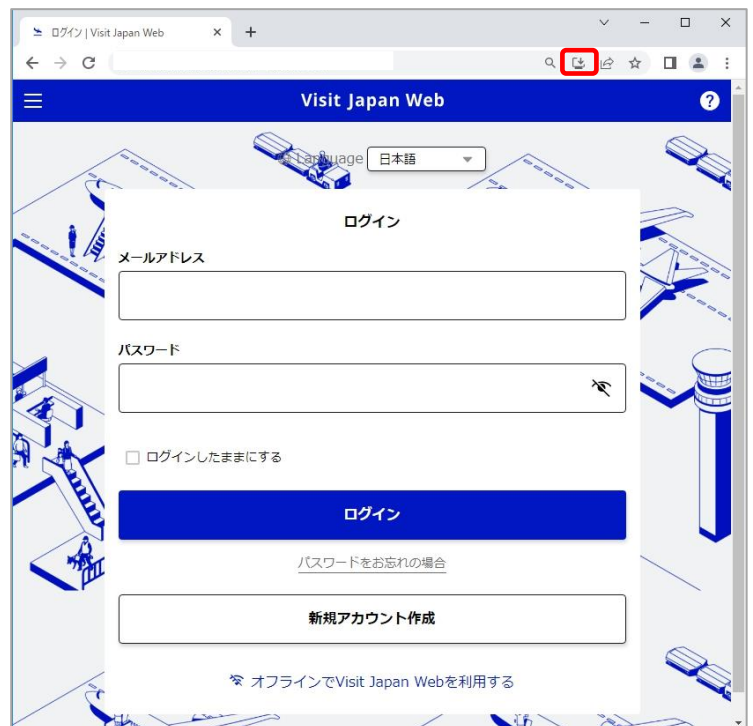 ログイン | Visit Japan Web
Visit Japan Web
Language 日本語
ログイン
メールアドレス
パスワード
ログインしたままにする
ログイン
パスワードをお忘れの場合
新規アカウント作成
オフラインでVisit Japan Webを利用する